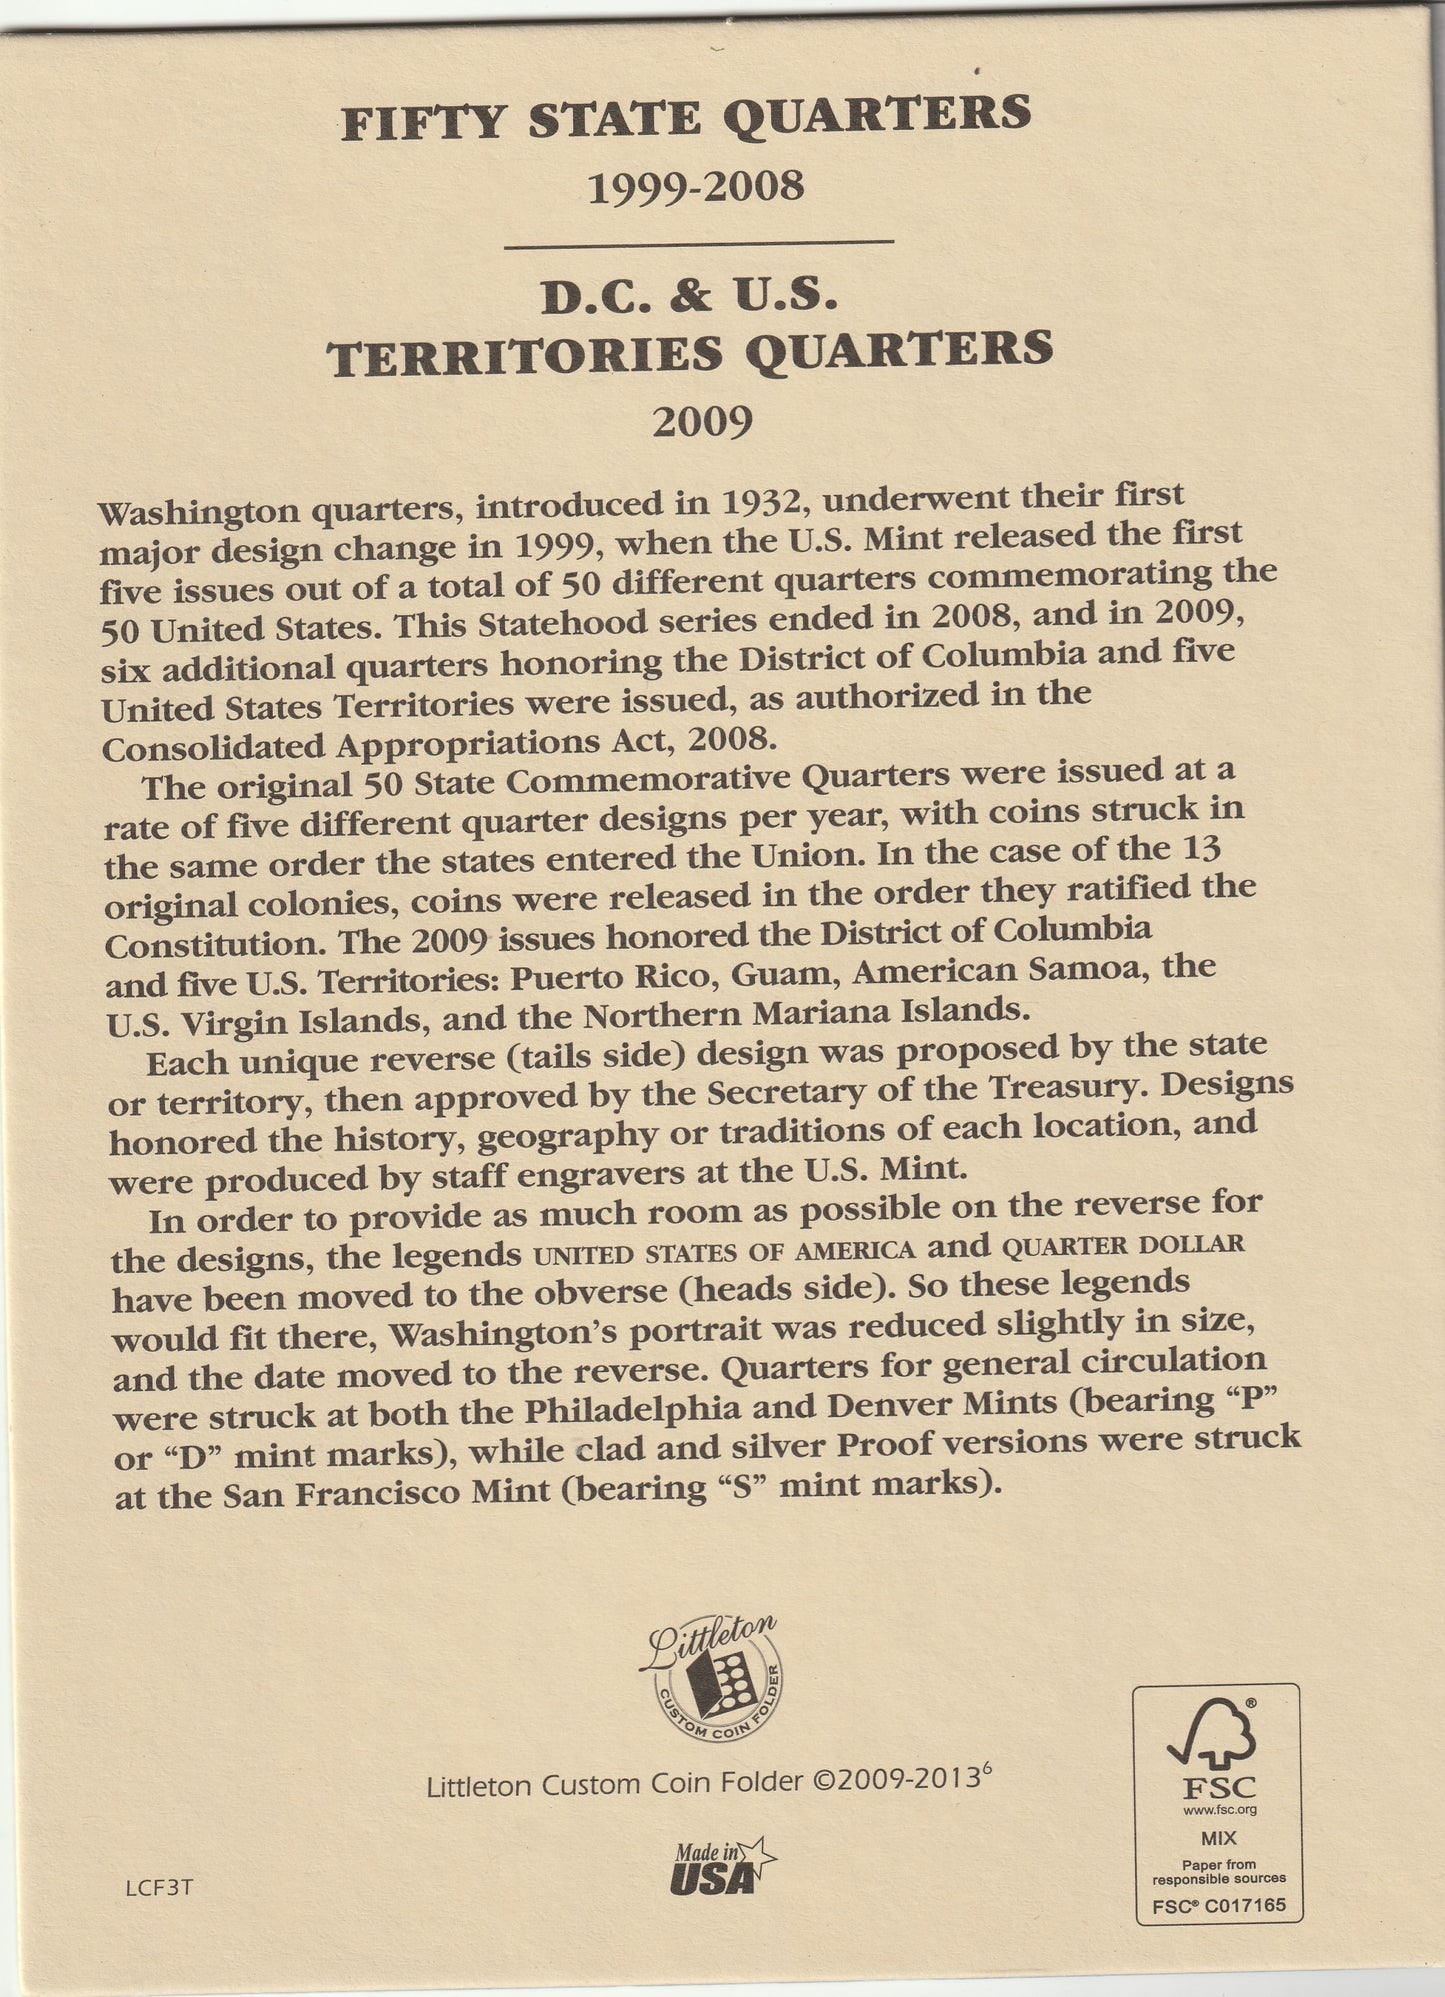 FIFTY STATE QUARTERS
1999-2008
D.C. & U.S.
TERRITORIES QUARTERS
2009
Washington quarters, introduced in 1932, underwent their first
major design change in 1999, when the U.S. Mint released the first
five issues out of a total of 50 different quarters commemorating the
50 United States. This Statehood series ended in 2008, and in 2009,
six additional quarters honoring the District of Columbia and five
United States Territories were issued, as authorized in the
Consolidated Appropriations Act, 2008.
The original 50 State Commemorative Quarters were issued at a
rate of five different quarter designs per year, with coins struck in
the same order the states entered the Union. In the case of the 13
original colonies, coins were released in the order they ratified the
Constitution. The 2009 issues honored the District of Columbia
and five U.S. Territories: Puerto Rico, Guam, American Samoa, the
U.S. Virgin Islands, and the Northern Mariana Islands.
Each unique reverse (tails side) design was proposed by the state
or territory, then approved by the Secretary of the Treasury. Designs
honored the history, geography or traditions of each location, and
were produced by staff engravers at the U.S. Mint.
In order to provide as much room as possible on the reverse for
the designs, the legends UNITED STATES OF AMERICA and QUARTER DOLLAR
have been moved to the obverse (heads side). So these legends
would fit there, Washington's portrait was reduced slightly in size,
and the date moved to the reverse. Quarters for general circulation
were struck at both the Philadelphia and Denver Mints (bearing “P”
or “D” mint marks), while clad and silver Proof versions were struck
at the San Francisco Mint (bearing “S” mint marks).
Littleton
CUSTOM COIN FOLDER
Littleton Custom Coin Folder ©2009-2013⁶
Made in
USA
LCF3T
®
FSC
www.fsc.org
MIX
Paper from
responsible sources
FSC® C017165